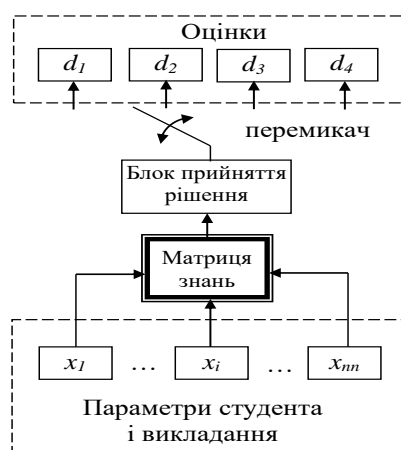 Оцінки
d1 d2 d3 d4
перемикач
Блок прийняття
рішення
Матриця
знань
x1 ... xi ... xnn
Параметри студента
і викладання